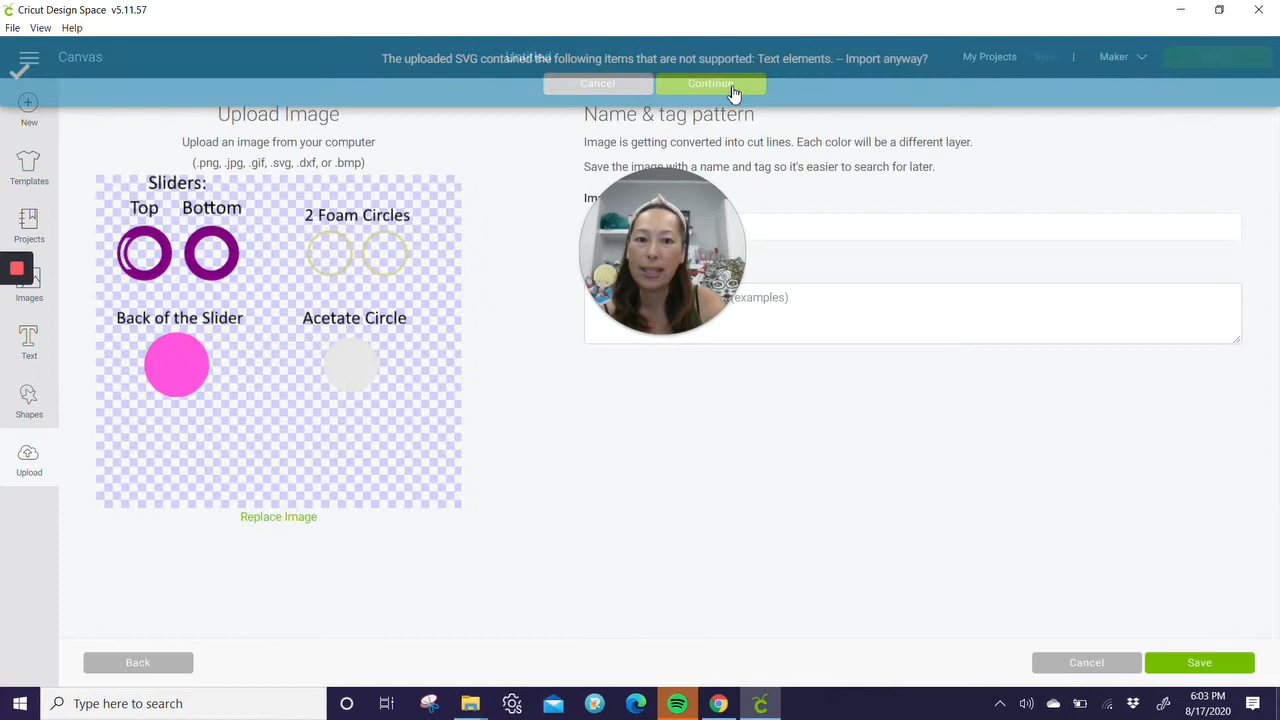 Cricut Design Space v5.11.57
File View Help
Canvas
The uploaded SVG contained the following items that are not supported: Text elements. – Import anyway?
My Projects
Maker
Cancel
Continue
New
Templates
Projects
Images
Text
Shapes
Upload
Upload Image
Upload an image from your computer
(.png, .jpg, .gif, .svg, .dxf, or .bmp)
Sliders:
Top Bottom
2 Foam Circles
Back of the Slider
Acetate Circle
Replace Image
Name & tag pattern
Image is getting converted into cut lines. Each color will be a different layer.
Save the image with a name and tag so it's easier to search for later.
(examples)
Back
Cancel
Save
Type here to search
6:03 PM
8/17/2020